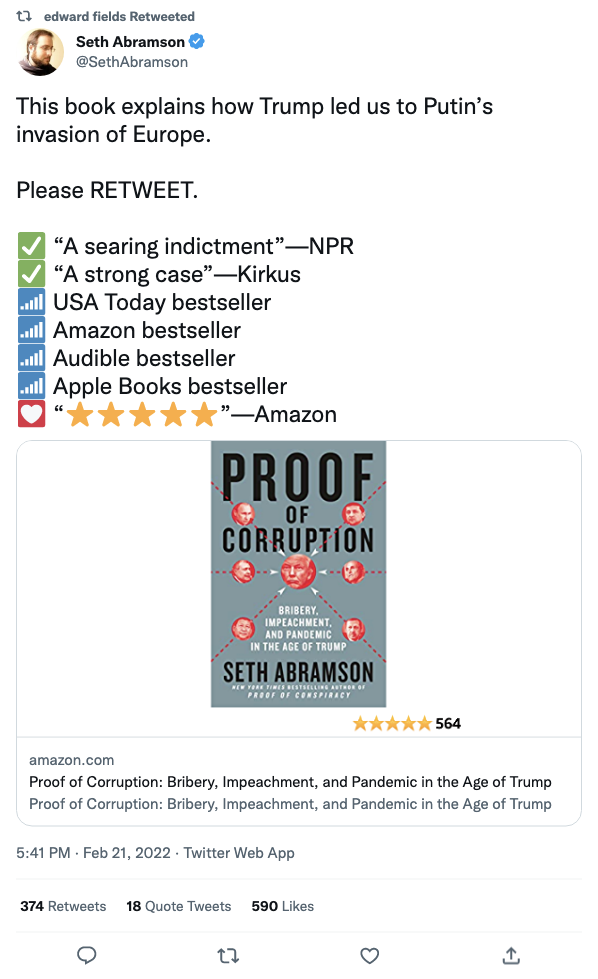 edward fields Retweeted
Seth Abramson
@SethAbramson
This book explains how Trump led us to Putin’s
invasion of Europe.
Please RETWEET.
✅ “A searing indictment”—NPR
✅ “A strong case”—Kirkus
📶 USA Today bestseller
📶 Amazon bestseller
📶 Audible bestseller
📶 Apple Books bestseller
💟 “⭐⭐⭐⭐⭐”—Amazon
PROOF
OF
CORRUPTION
BRIBERY,
IMPEACHMENT,
AND PANDEMIC
IN THE AGE OF TRUMP
SETH ABRAMSON
NEW YORK TIMES BESTSELLING AUTHOR OF
PROOF OF CONSPIRACY
⭐⭐⭐⭐⭐ 564
amazon.com
Proof of Corruption: Bribery, Impeachment, and Pandemic in the Age of Trump
Proof of Corruption: Bribery, Impeachment, and Pandemic in the Age of Trump
5:41 PM · Feb 21, 2022 · Twitter Web App
374 Retweets 18 Quote Tweets 590 Likes